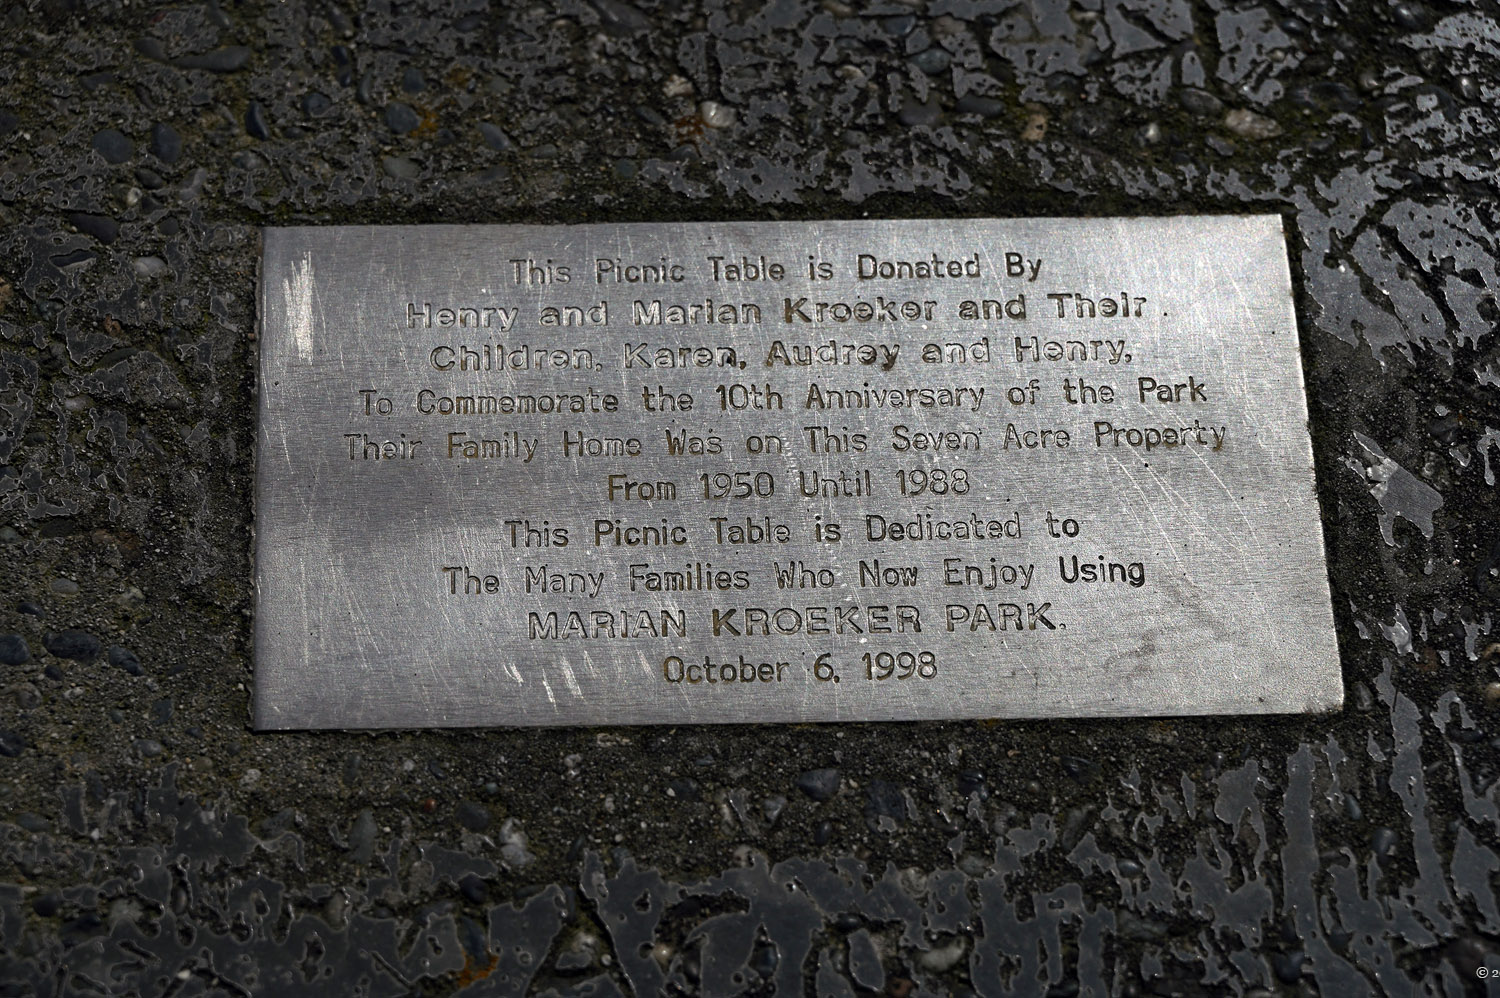 This Picnic Table is Donated By
Henry and Marian Kroeker and Their
Children, Karen, Audrey and Henry,
To Commemorate the 10th Anniversary of the Park
Their Family Home Was on This Seven Acre Property
From 1950 Until 1988
This Picnic Table is Dedicated to
The Many Families Who Now Enjoy Using
MARIAN KROEKER PARK.
October 6, 1998